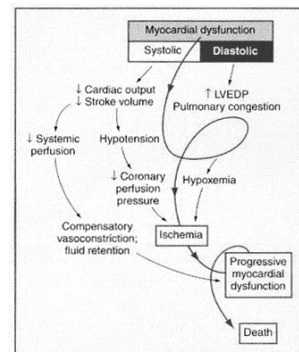 Myocardial dysfunction
Systolic
Diastolic
↓ Cardiac output
↓ Stroke volume
↑ LVEDP
Pulmonary congestion
↓ Systemic
perfusion
Hypotension
↓ Coronary
perfusion
pressure
Hypoxemia
Ischemia
Compensatory
vasoconstriction;
fluid retention
Progressive
myocardial
dysfunction
Death